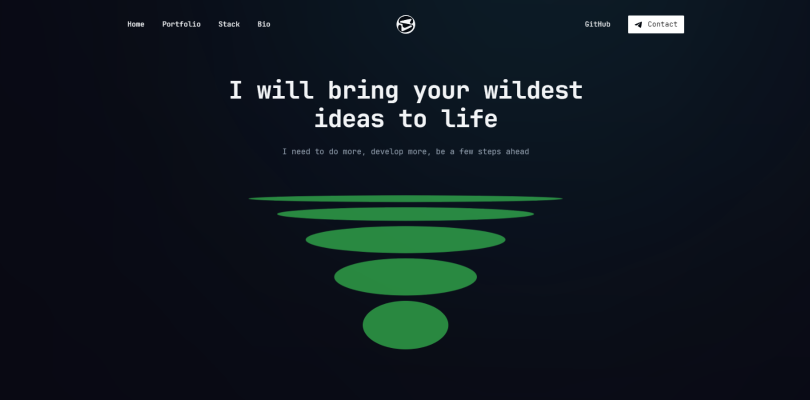 Home Portfolio Stack Bio GitHub Contact
I will bring your wildest
ideas to life
I need to do more, develop more, be a few steps ahead